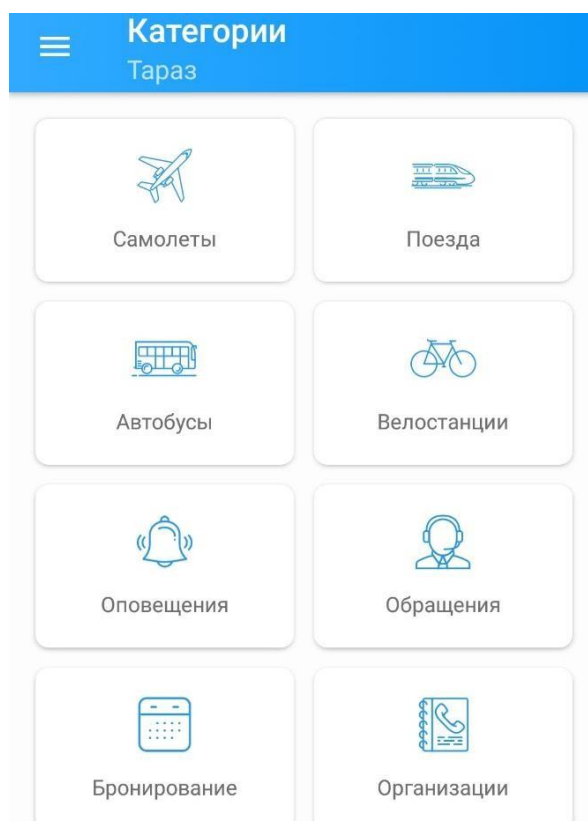 Категории
Тараз
Самолеты
Поезда
Автобусы
Велостанции
Оповещения
Обращения
Бронирование
Организации